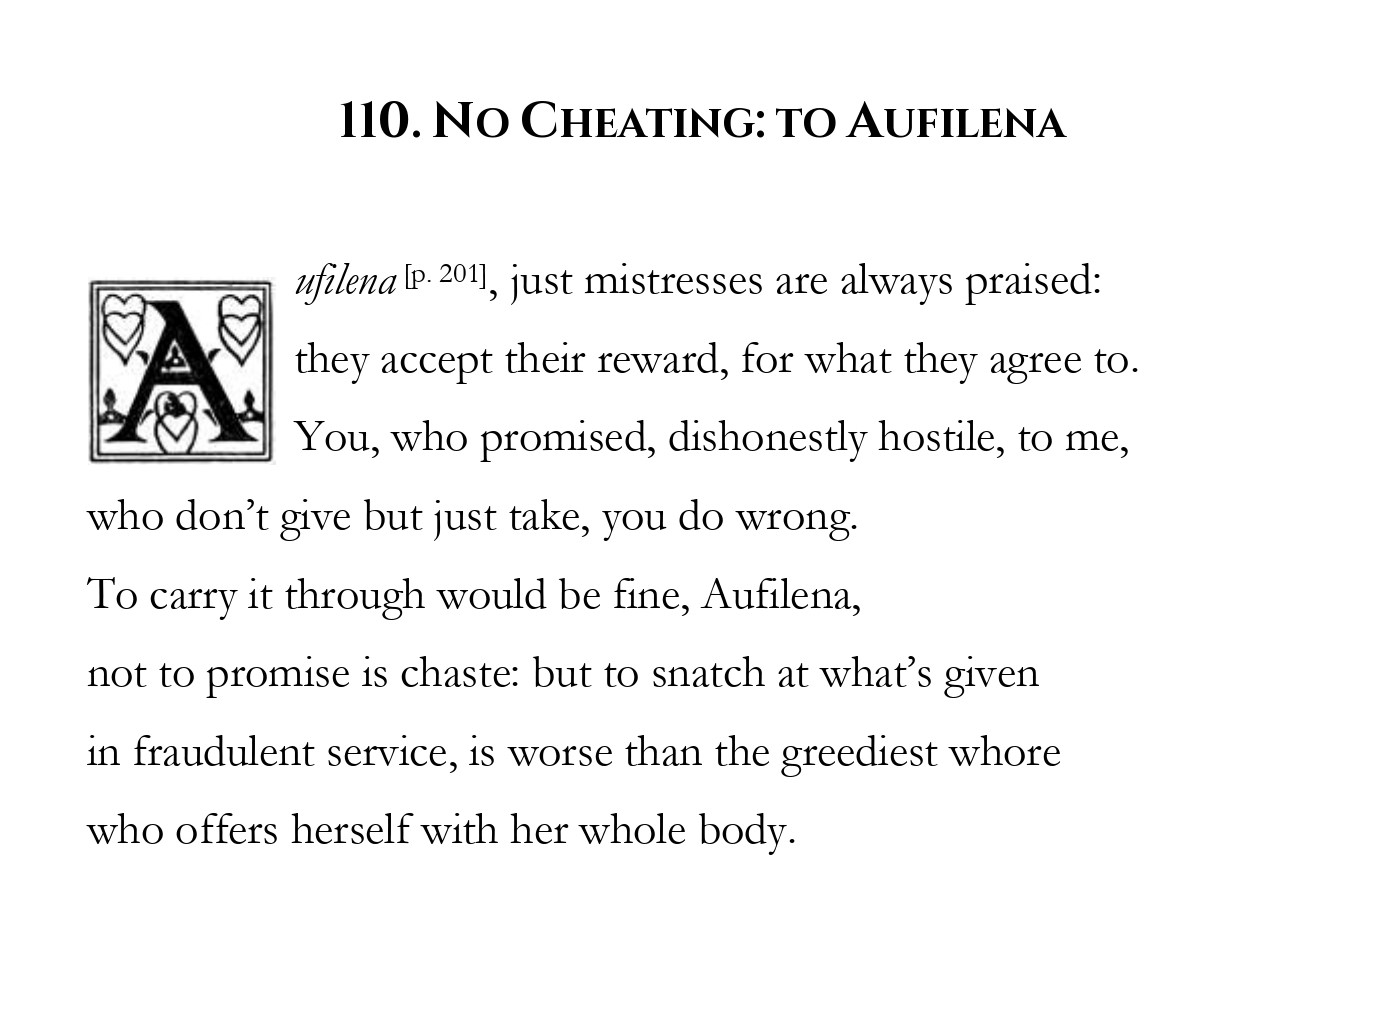 110. No Cheating: to Aufilena
Aufilena [p. 201], just mistresses are always praised:
they accept their reward, for what they agree to.
You, who promised, dishonestly hostile, to me,
who don’t give but just take, you do wrong.
To carry it through would be fine, Aufilena,
not to promise is chaste: but to snatch at what’s given
in fraudulent service, is worse than the greediest whore
who offers herself with her whole body.